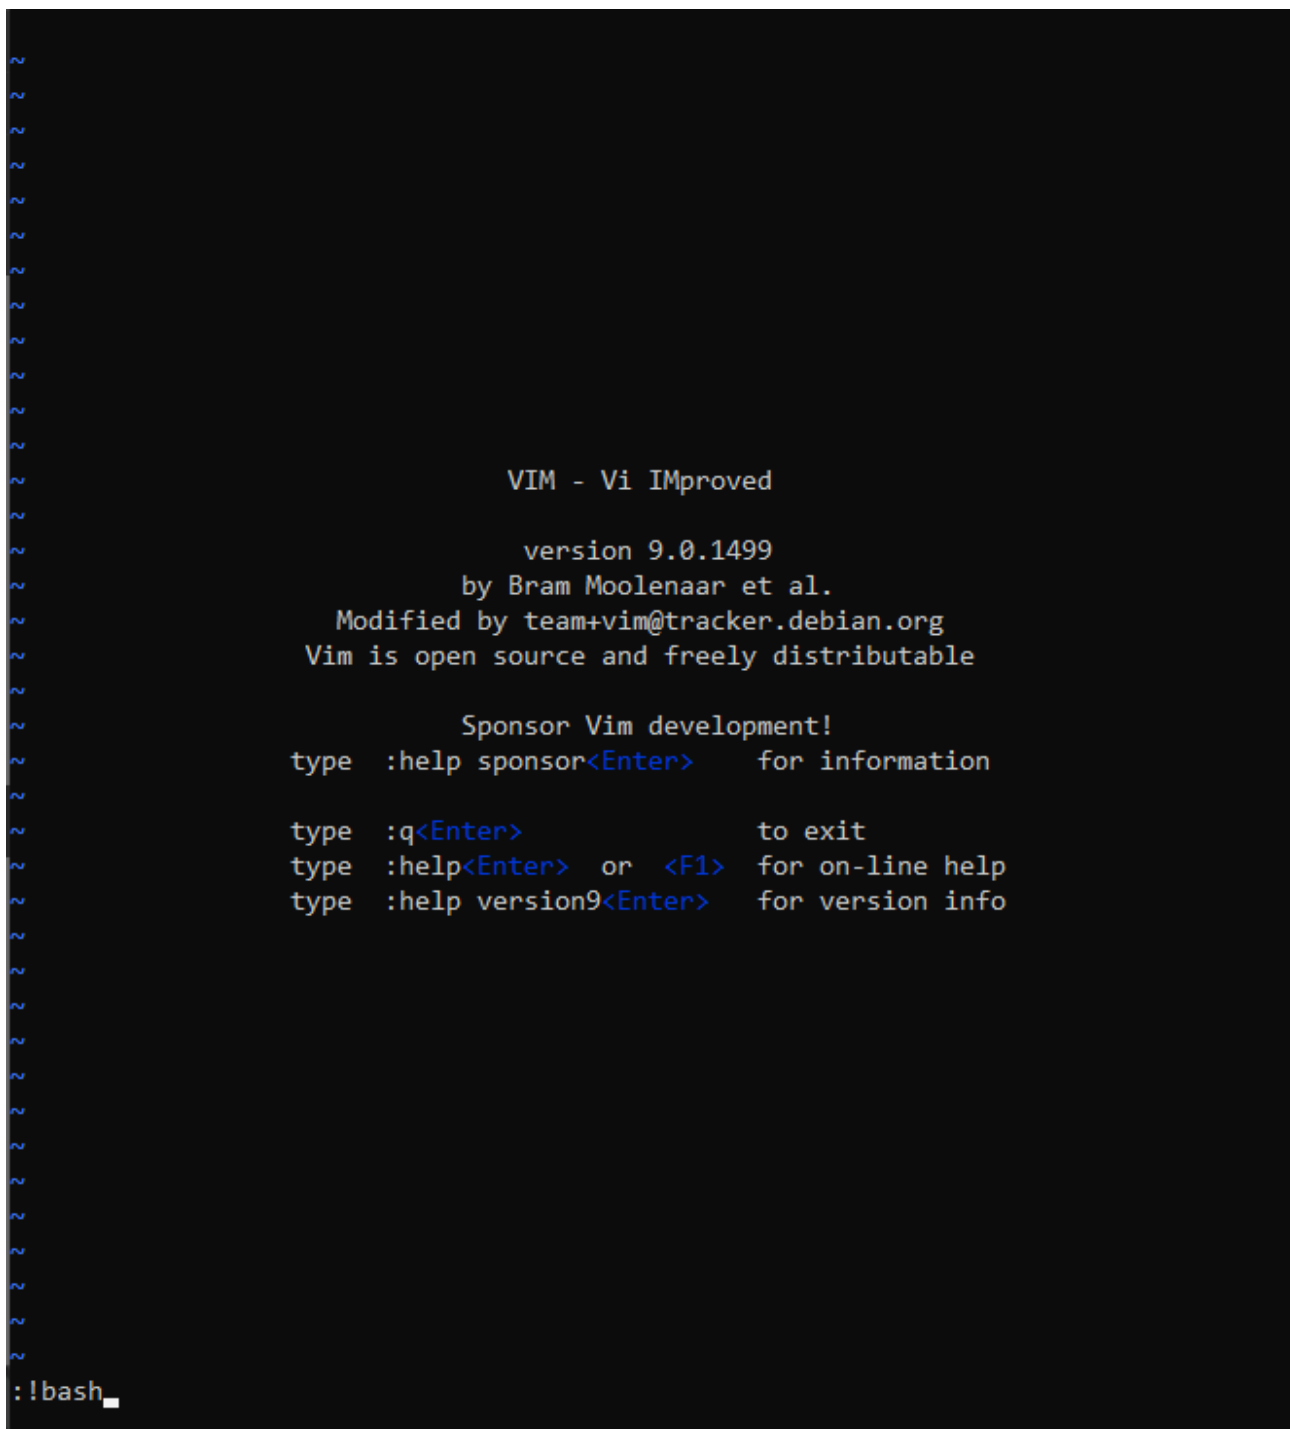 ~
~
~
~
~
~
~
~
~
~
~
~
~ VIM - Vi IMproved
~
~ version 9.0.1499
~ by Bram Moolenaar et al.
~ Modified by team+vim@tracker.debian.org
~ Vim is open source and freely distributable
~
~ Sponsor Vim development!
~ type  :help sponsor<Enter>    for information
~
~ type  :q<Enter>               to exit
~ type  :help<Enter>  or  <F1>  for on-line help
~ type  :help version9<Enter>   for version info
~
~
~
~
~
~
~
~
~
~
~
~
~
:!bash